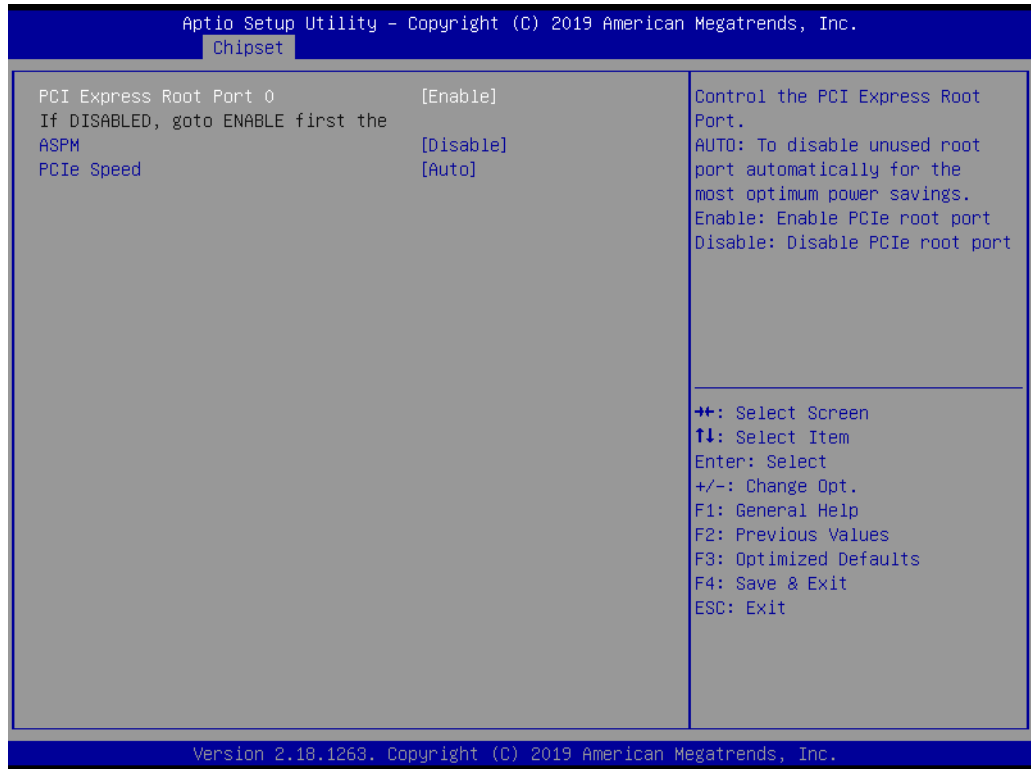 Aptio Setup Utility – Copyright (C) 2019 American Megatrends, Inc.
Chipset
PCI Express Root Port 0 [Enable]
If DISABLED, goto ENABLE first the
ASPM [Disable]
PCIe Speed [Auto]
Control the PCI Express Root
Port.
AUTO: To disable unused root
port automatically for the
most optimum power savings.
Enable: Enable PCIe root port
Disable: Disable PCIe root port
→←: Select Screen
↑↓: Select Item
Enter: Select
+/-: Change Opt.
F1: General Help
F2: Previous Values
F3: Optimized Defaults
F4: Save & Exit
ESC: Exit
Version 2.18.1263. Copyright (C) 2019 American Megatrends, Inc.